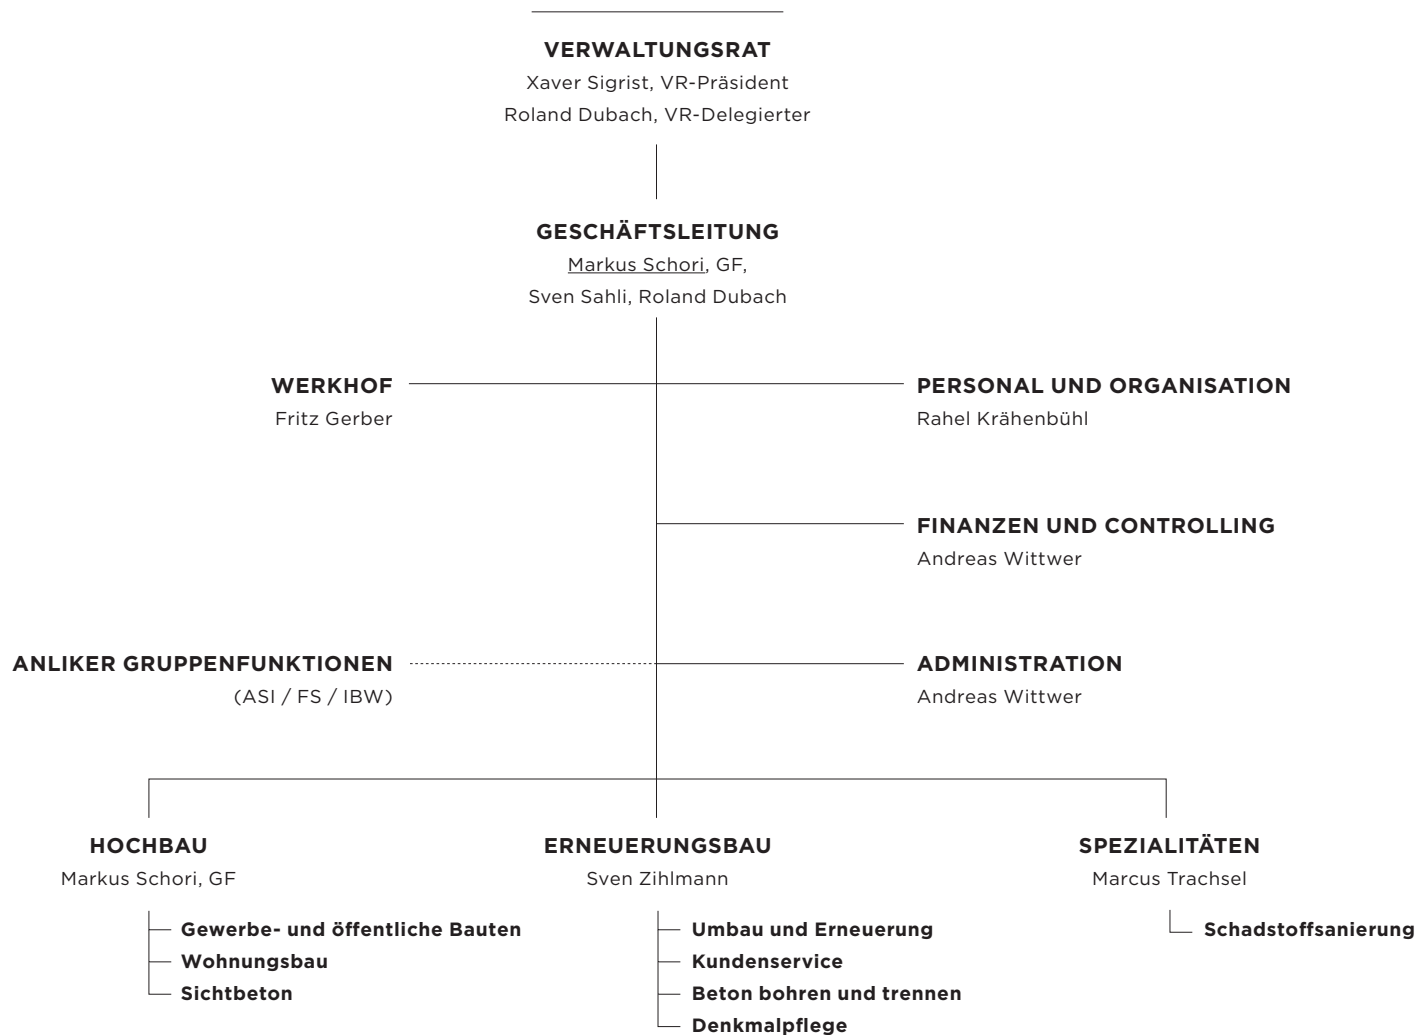 VERWALTUNGSRAT
Xaver Sigrist, VR-Präsident
Roland Dubach, VR-Delegierter
GESCHÄFTSLEITUNG
Markus Schori, GF,
Sven Sahli, Roland Dubach
WERKHOF
Fritz Gerber
PERSONAL UND ORGANISATION
Rahel Krähenbühl
FINANZEN UND CONTROLLING
Andreas Wittwer
ANLIKER GRUPPENFUNKTIONEN
(ASI / FS / IBW)
ADMINISTRATION
Andreas Wittwer
HOCHBAU
Markus Schori, GF
Gewerbe- und öffentliche Bauten
Wohnungsbau
Sichtbeton
ERNEUERUNGSBAU
Sven Zihlmann
Umbau und Erneuerung
Kundenservice
Beton bohren und trennen
Denkmalpflege
SPEZIALITÄTEN
Marcus Trachsel
Schadstoffsanierung